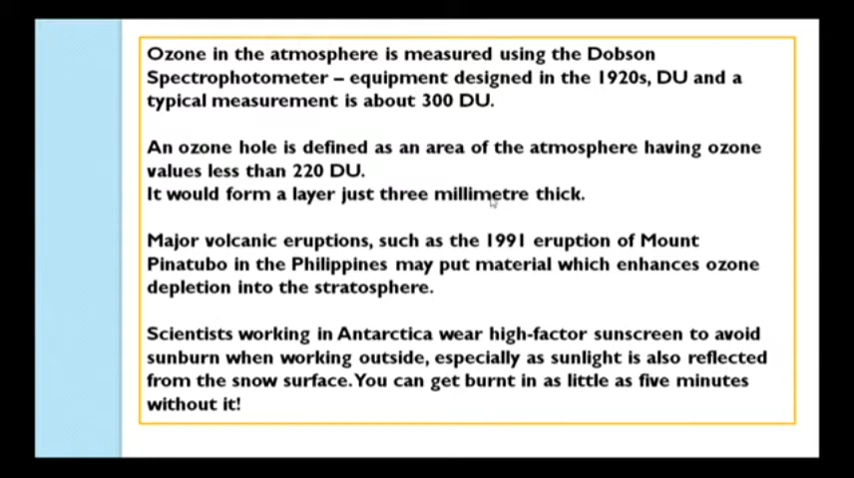 Ozone in the atmosphere is measured using the Dobson
Spectrophotometer – equipment designed in the 1920s, DU and a
typical measurement is about 300 DU.
An ozone hole is defined as an area of the atmosphere having ozone
values less than 220 DU.
It would form a layer just three millimetre thick.
Major volcanic eruptions, such as the 1991 eruption of Mount
Pinatubo in the Philippines may put material which enhances ozone
depletion into the stratosphere.
Scientists working in Antarctica wear high-factor sunscreen to avoid
sunburn when working outside, especially as sunlight is also reflected
from the snow surface. You can get burnt in as little as five minutes
without it!